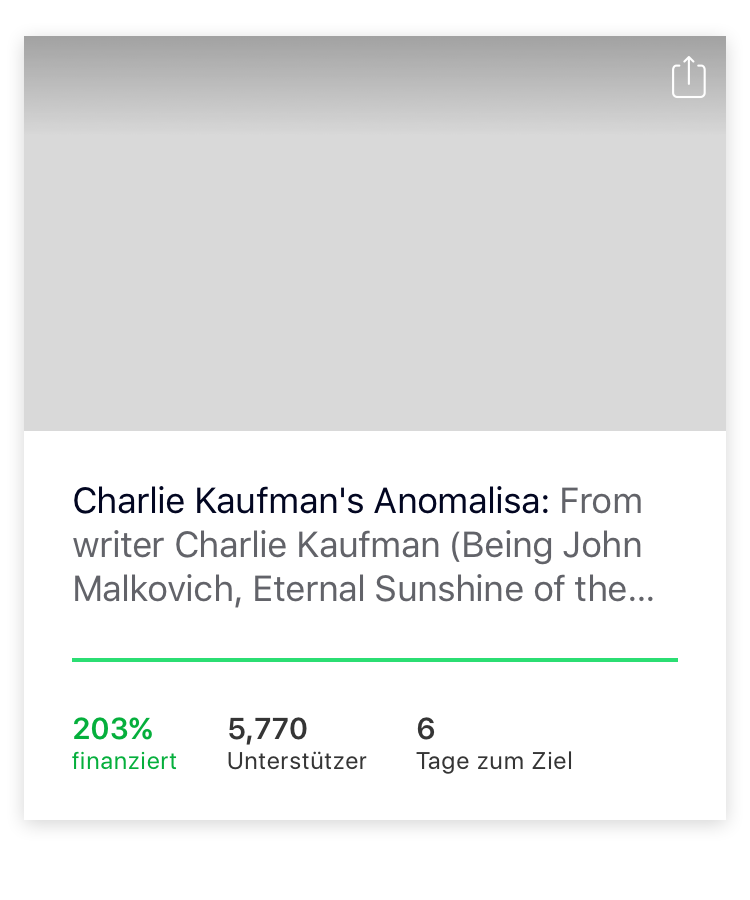 Charlie Kaufman's Anomalisa: From
writer Charlie Kaufman (Being John
Malkovich, Eternal Sunshine of the...
203%
finanziert
5,770
Unterstützer
6
Tage zum Ziel